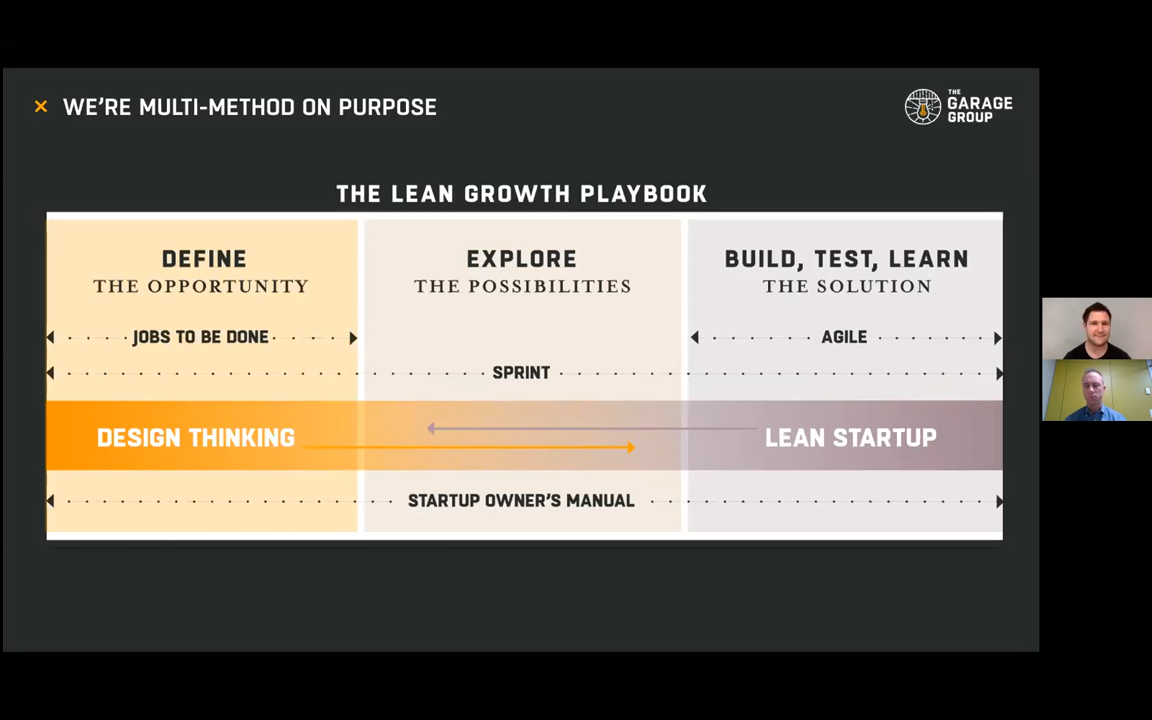 WE'RE MULTI-METHOD ON PURPOSE
THE
GARAGE
GROUP
THE LEAN GROWTH PLAYBOOK
DEFINE
THE OPPORTUNITY
EXPLORE
THE POSSIBILITIES
BUILD, TEST, LEARN
THE SOLUTION
JOBS TO BE DONE
AGILE
SPRINT
DESIGN THINKING
LEAN STARTUP
STARTUP OWNER'S MANUAL